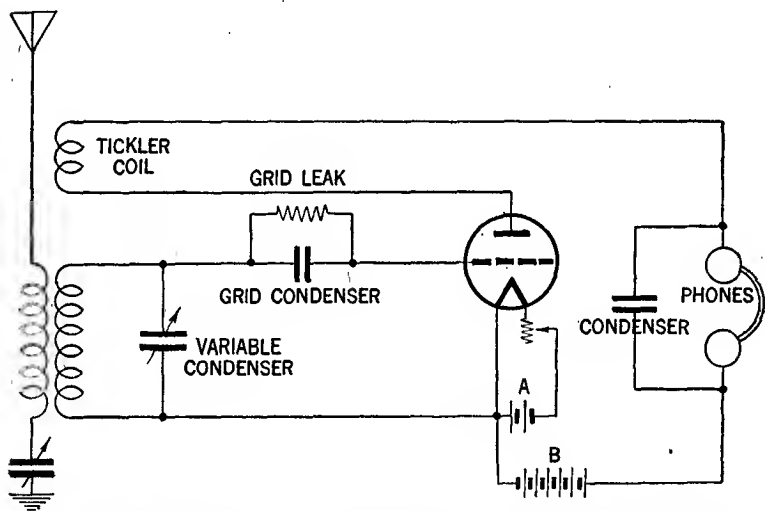 TICKLER
COIL
GRID LEAK
GRID CONDENSER
VARIABLE
CONDENSER
CONDENSER
PHONES
A
B